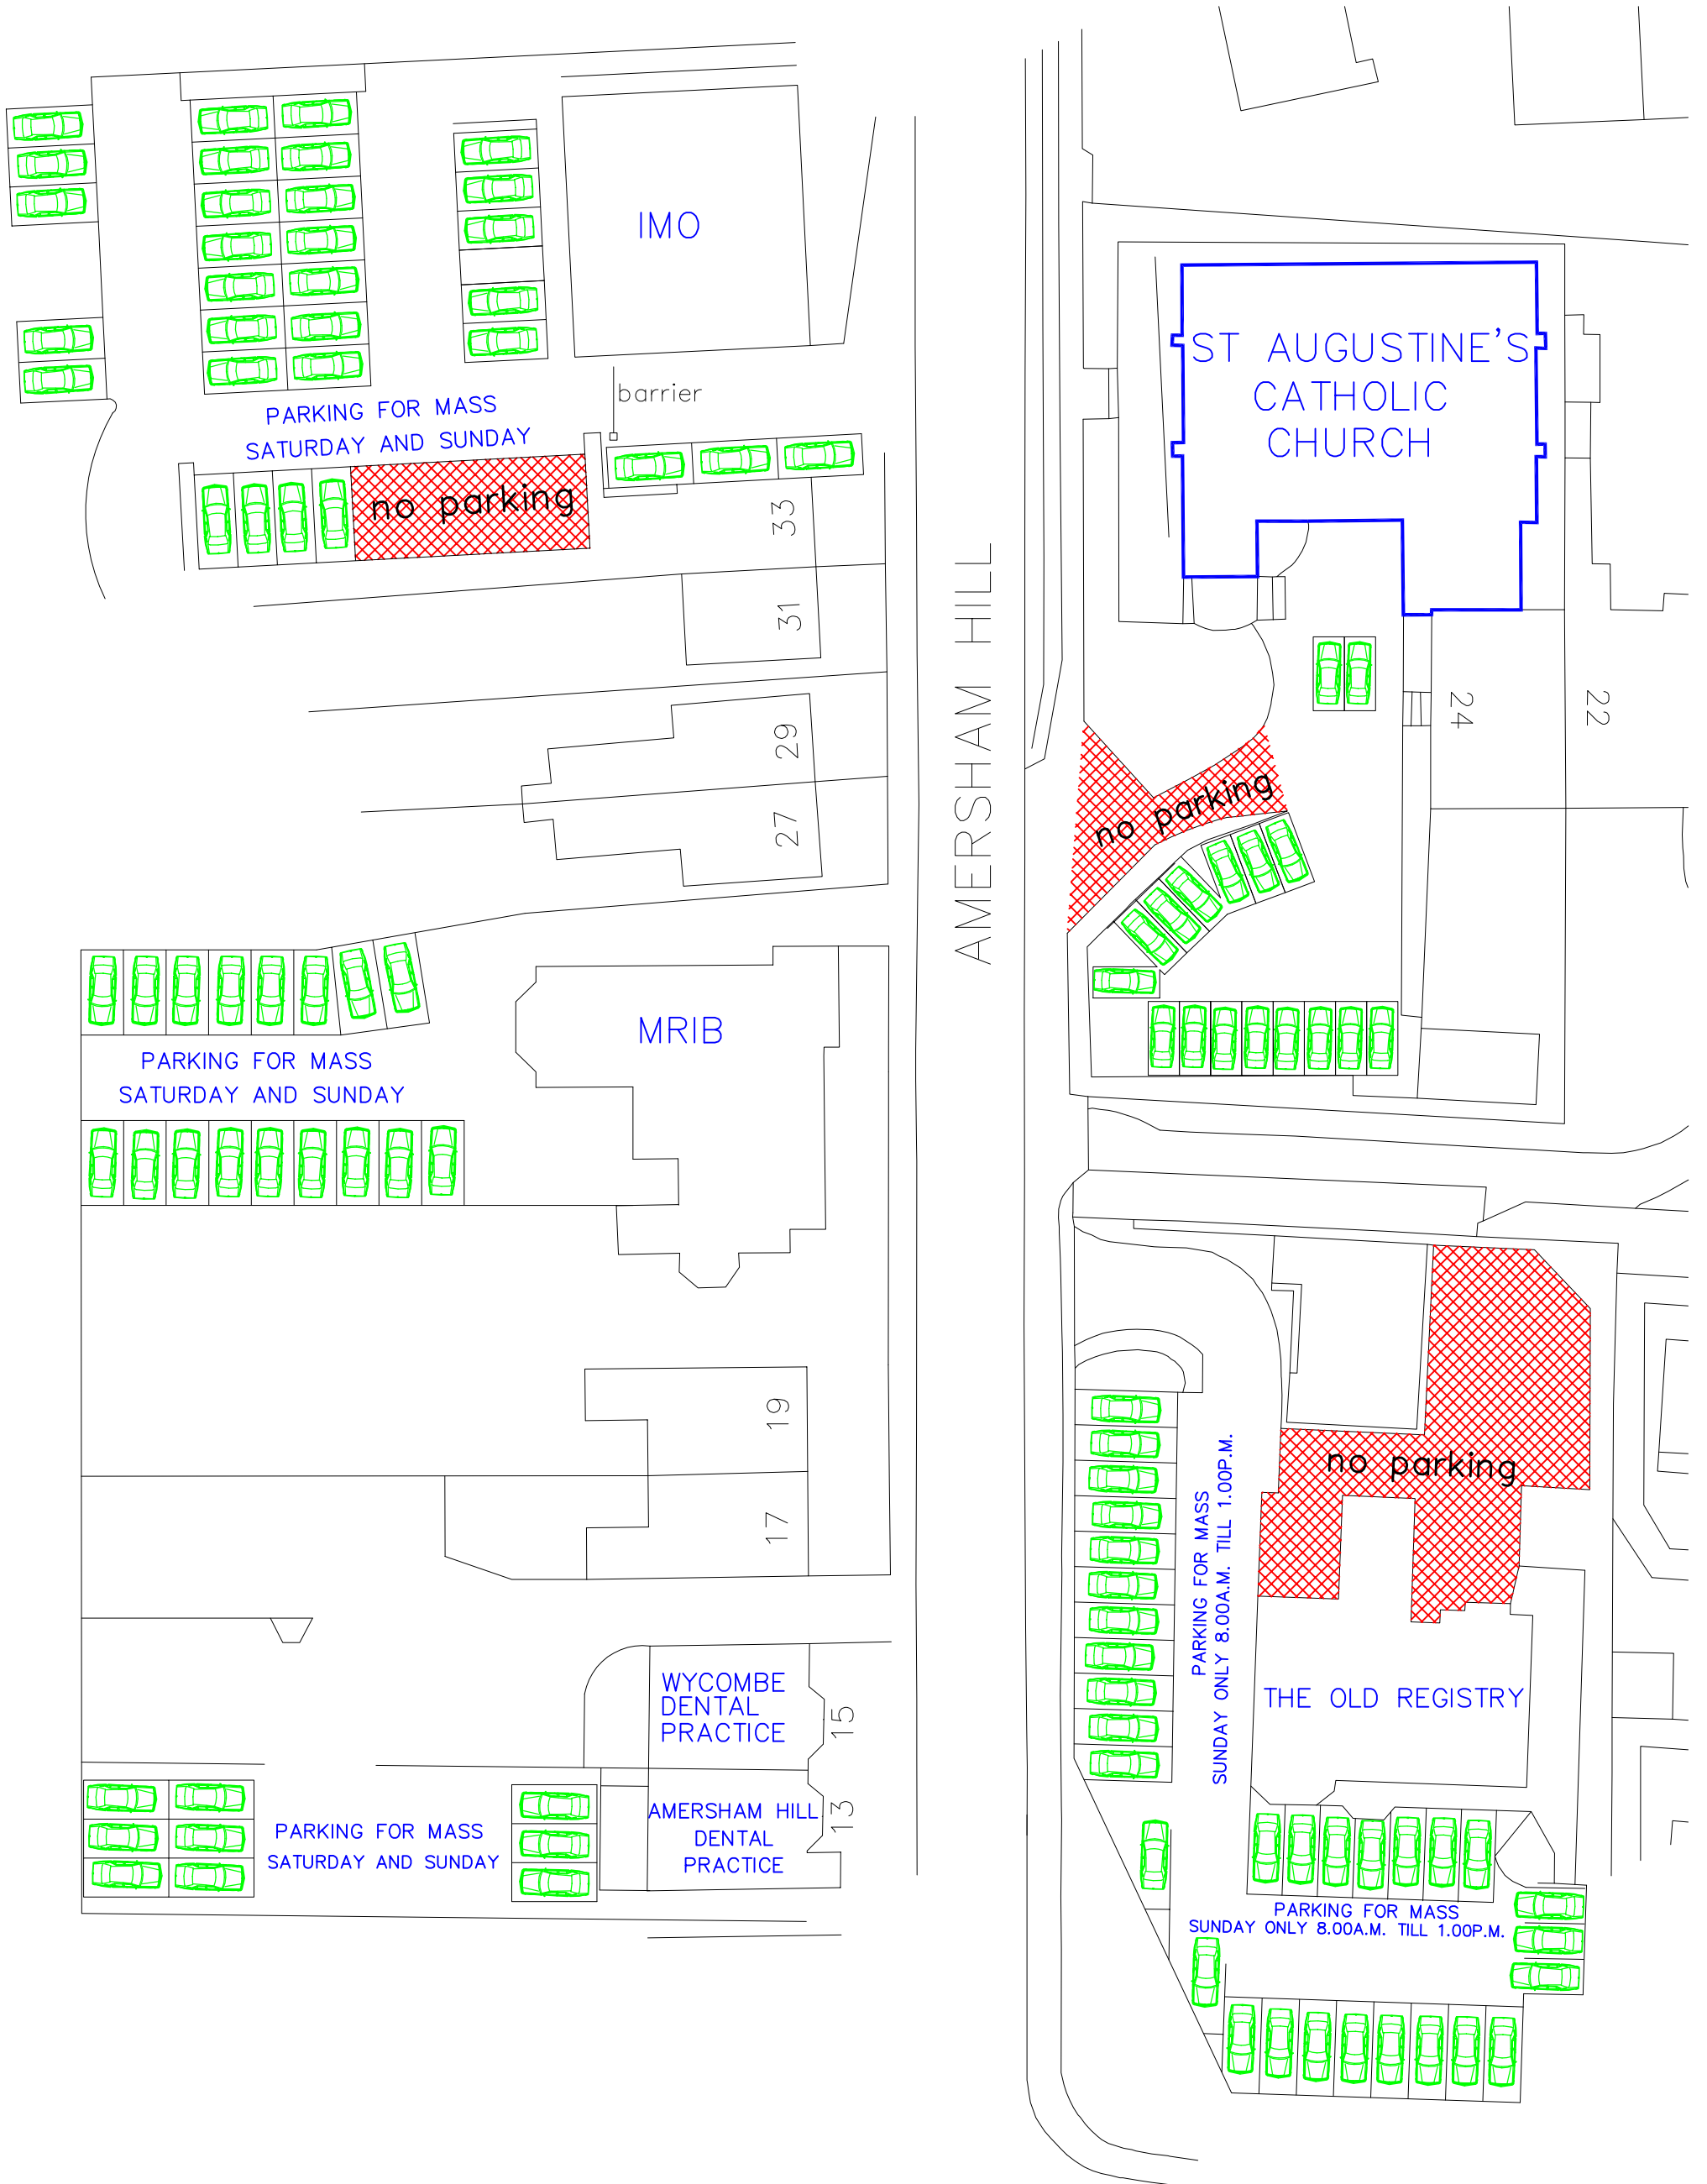 IMO
barrier
PARKING FOR MASS
SATURDAY AND SUNDAY
no parking
33
31
29
27
MRIB
PARKING FOR MASS
SATURDAY AND SUNDAY
19
17
WYCOMBE
DENTAL
PRACTICE
15
AMERSHAM HILL
DENTAL
PRACTICE
13
PARKING FOR MASS
SATURDAY AND SUNDAY
AMERSHAM HILL
ST AUGUSTINE'S
CATHOLIC
CHURCH
24
22
no parking
no parking
PARKING FOR MASS
SUNDAY ONLY 8.00A.M. TILL 1.00P.M.
THE OLD REGISTRY
PARKING FOR MASS
SUNDAY ONLY 8.00A.M. TILL 1.00P.M.